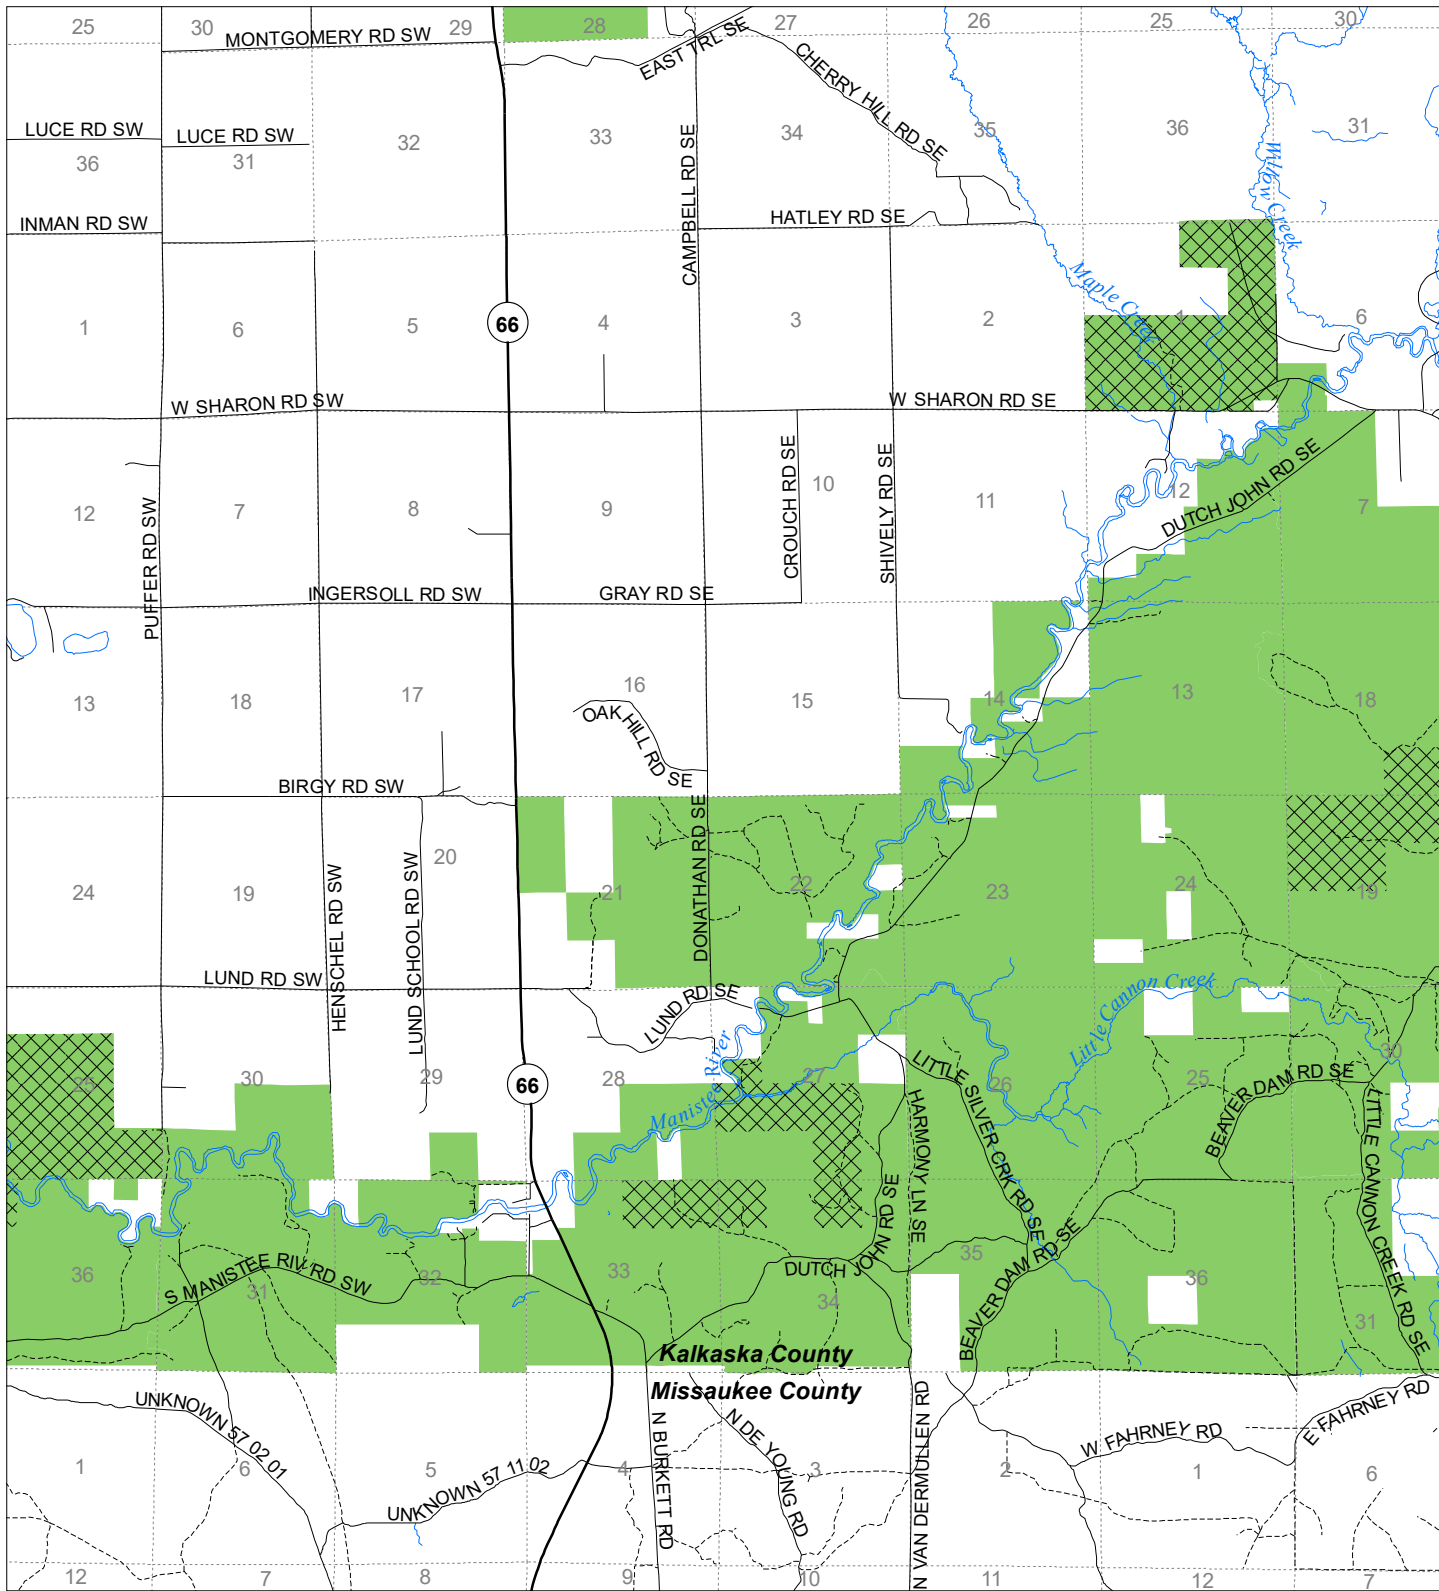 25
30
29
28
27
26
25
30
MONTGOMERY RD SW
EAST TRL SE
CHERRY HILL RD SE
LUCE RD SW
LUCE RD SW
36
31
32
33
34
35
36
31
Willow Creek
CAMPBELL RD SE
INMAN RD SW
HATLEY RD SE
Maple Creek
1
6
5
66
4
3
2
1
6
W SHARON RD SW
W SHARON RD SE
12
7
8
9
10
11
12
7
PUFFER RD SW
CROUCH RD SE
SHIVELY RD SE
DUTCH JOHN RD SE
INGERSOLL RD SW
GRAY RD SE
13
18
17
16
15
14
13
18
OAK HILL RD SE
BIRGY RD SW
DONATHAN RD SE
24
19
20
21
22
23
24
19
HENSCHEL RD SW
LUND SCHOOL RD SW
LUND RD SW
LUND RD SE
Little Cannon Creek
Manistee River
25
30
29
66
28
27
26
25
30
LITTLE SILVER CRK RD SE
HARMONY LN SE
BEAVER DAM RD SE
LITTLE CANNON CREEK RD SE
DUTCH JOHN RD SE
BEAVER DAM RD SE
S MANISTEE RIV RD SW
36
31
32
33
34
35
36
31
Kalkaska County
Missaukee County
UNKNOWN 57 02 01
UNKNOWN 57 11 02
N BURKETT RD
N DE YOUNG RD
N VAN DERMULLEN RD
W FAHRNEY RD
E FAHRNEY RD
1
6
5
4
3
2
1
6
12
7
8
9
10
11
12
7